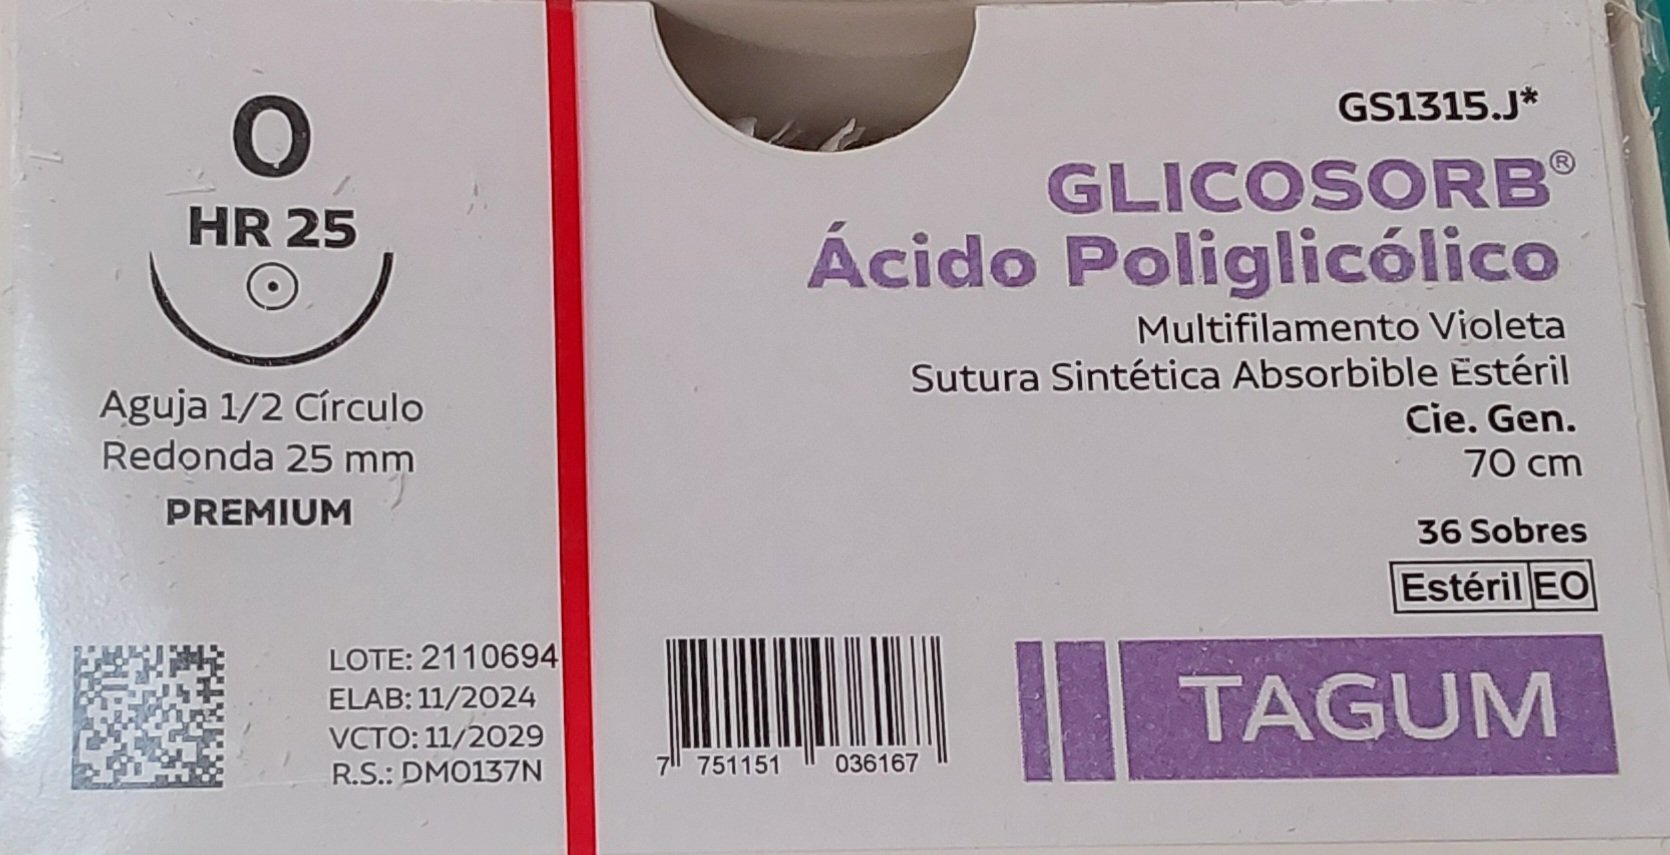 O
HR 25
Aguja 1/2 Círculo
Redonda 25 mm
PREMIUM
LOTE: 2110694
ELAB: 11/2024
VCTO: 11/2029
R.S.: DM0137N
GS1315.J*
GLICOSORB®
Ácido Poliglicólico
Multifilamento Violeta
Sutura Sintética Absorbible Estéril
Cie. Gen.
70 cm
36 Sobres
Estéril EO
7 751151 036167
TAGUM